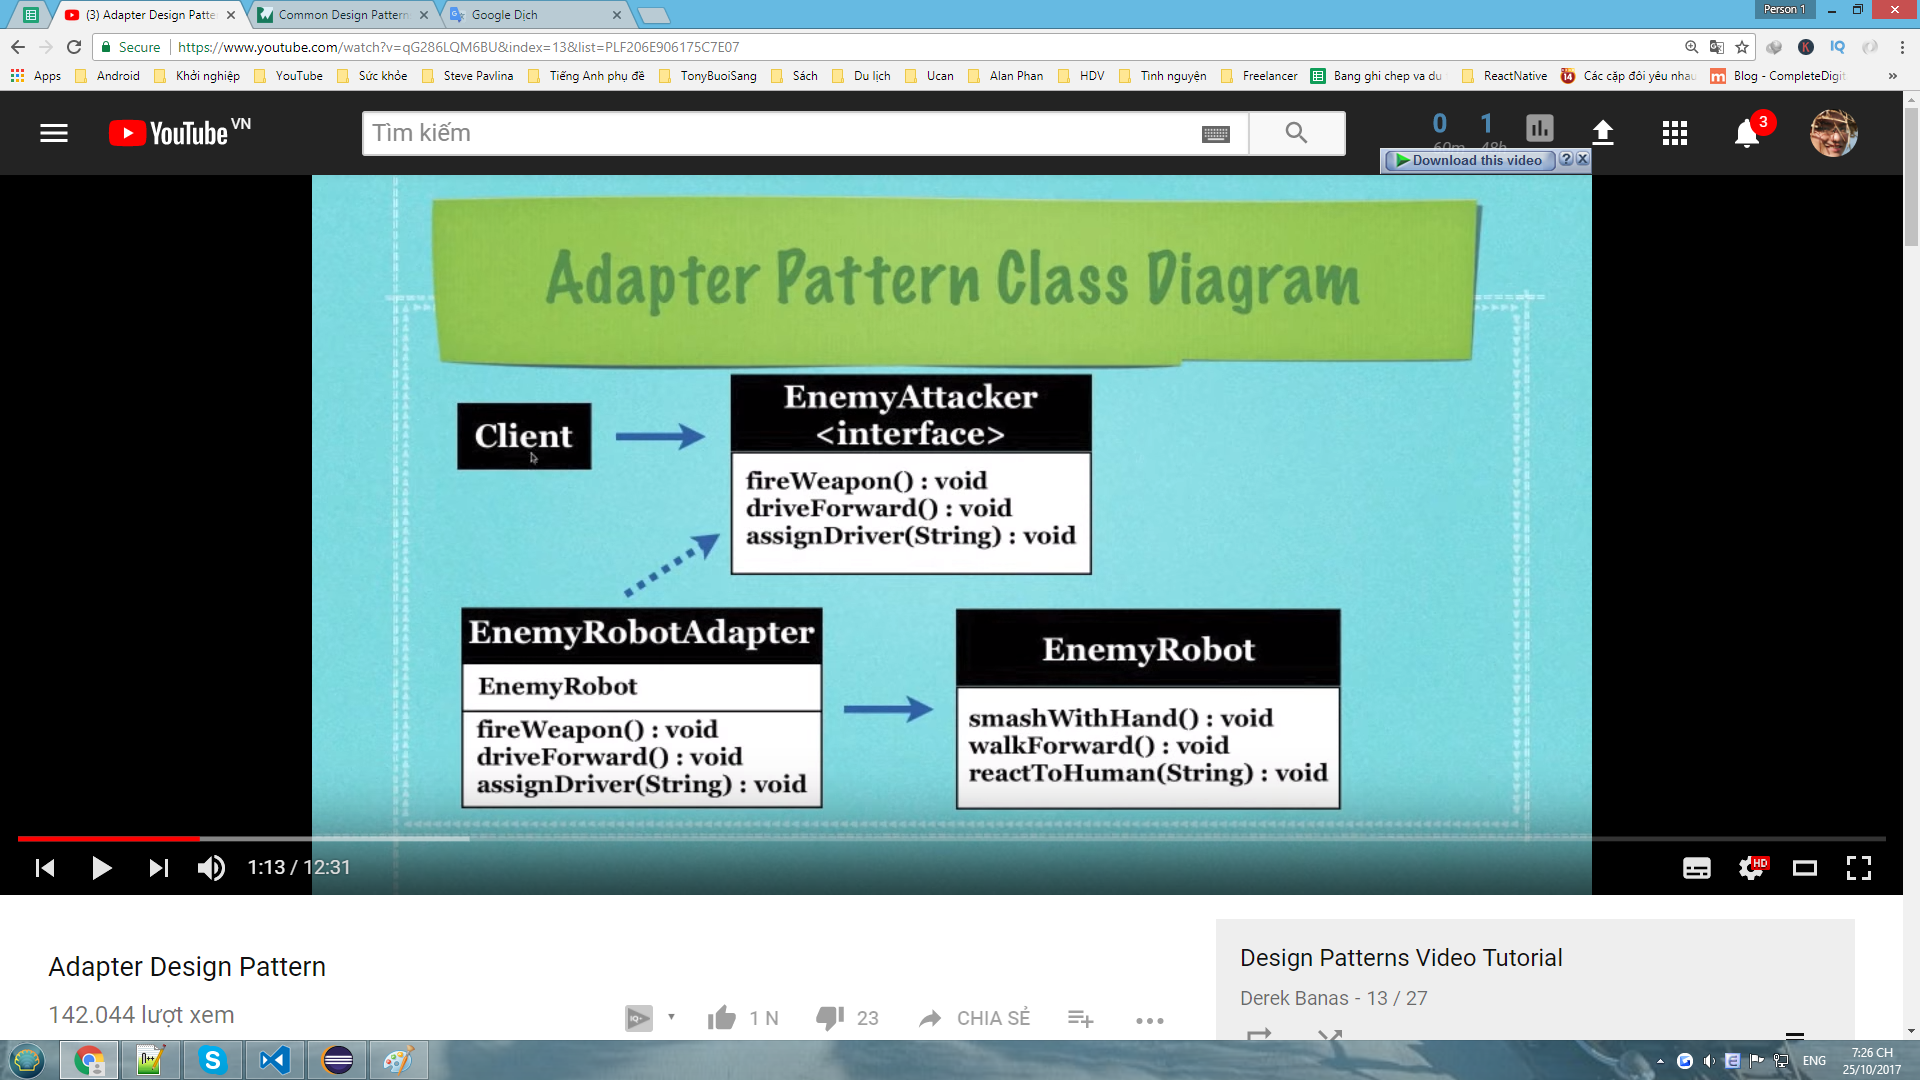 (3) Adapter Design Patte
Common Design Pattern
Google Dịch
Person 1
Secure
https://www.youtube.com/watch?v=qG286LQM6BU&index=13&list=PLF206E906175C7E07
Apps
Android
Khởi nghiệp
YouTube
Sức khỏe
Steve Pavlina
Tiếng Anh phụ đề
TonyBuoiSang
Sách
Du lịch
Ucan
Alan Phan
HDV
Tình nguyện
Freelancer
Bang ghi chep va du
ReactNative
Các cặp đôi yêu nhau
Blog - CompleteDigit
YouTube VN
Tìm kiếm
0
1
60m
48h
3
Download this video
Adapter Pattern Class Diagram
Client
EnemyAttacker
<interface>
fireWeapon() : void
driveForward() : void
assignDriver(String) : void
EnemyRobotAdapter
EnemyRobot
fireWeapon() : void
driveForward() : void
assignDriver(String) : void
EnemyRobot
smashWithHand() : void
walkForward() : void
reactToHuman(String) : void
1:13 / 12:31
HD
Adapter Design Pattern
142.044 lượt xem
1 N
23
CHIA SẺ
Design Patterns Video Tutorial
Derek Banas - 13 / 27
ENG
7:26 CH
25/10/2017